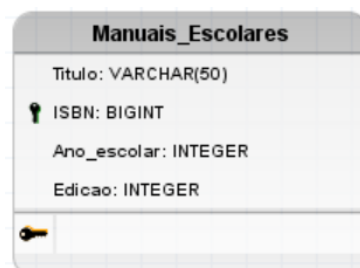 Manuais_Escolares
Titulo: VARCHAR(50)
ISBN: BIGINT
Ano_escolar: INTEGER
Edicao: INTEGER